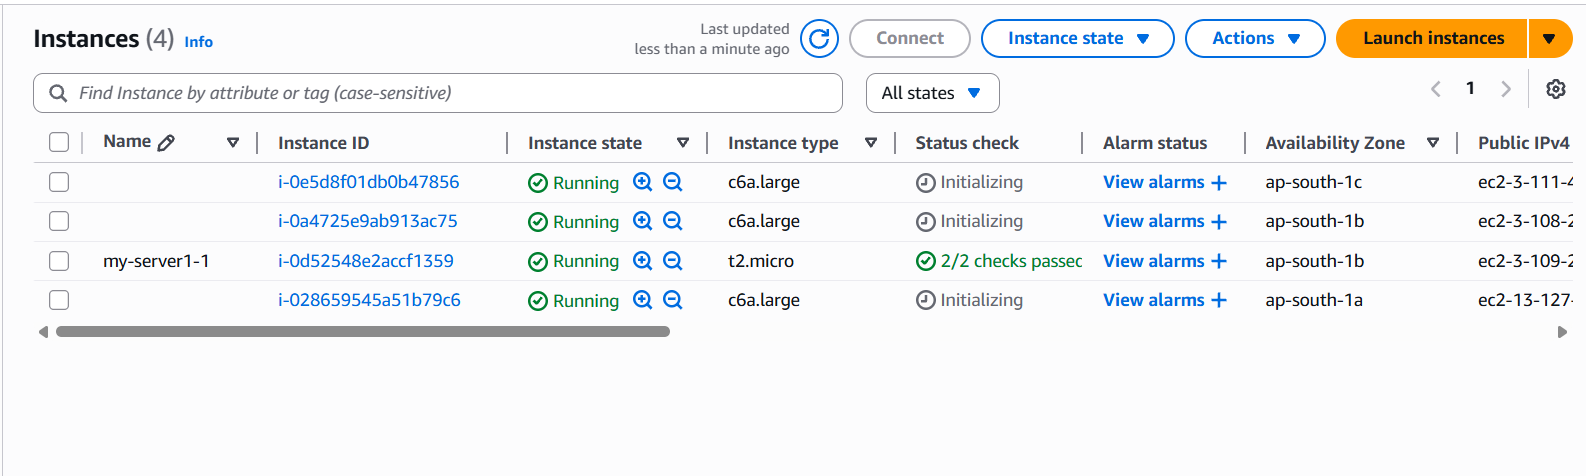 Instances (4) Info
Last updated
less than a minute ago
Connect
Instance state
Actions
Launch instances
Find Instance by attribute or tag (case-sensitive)
All states
1
Name Instance ID Instance state Instance type Status check Alarm status Availability Zone Public IPv4
i-0e5d8f01db0b47856 Running c6a.large Initializing View alarms + ap-south-1c ec2-3-111-4
i-0a4725e9ab913ac75 Running c6a.large Initializing View alarms + ap-south-1b ec2-3-108-2
my-server1-1 i-0d52548e2accf1359 Running t2.micro 2/2 checks passed View alarms + ap-south-1b ec2-3-109-2
i-028659545a51b79c6 Running c6a.large Initializing View alarms + ap-south-1a ec2-13-127-